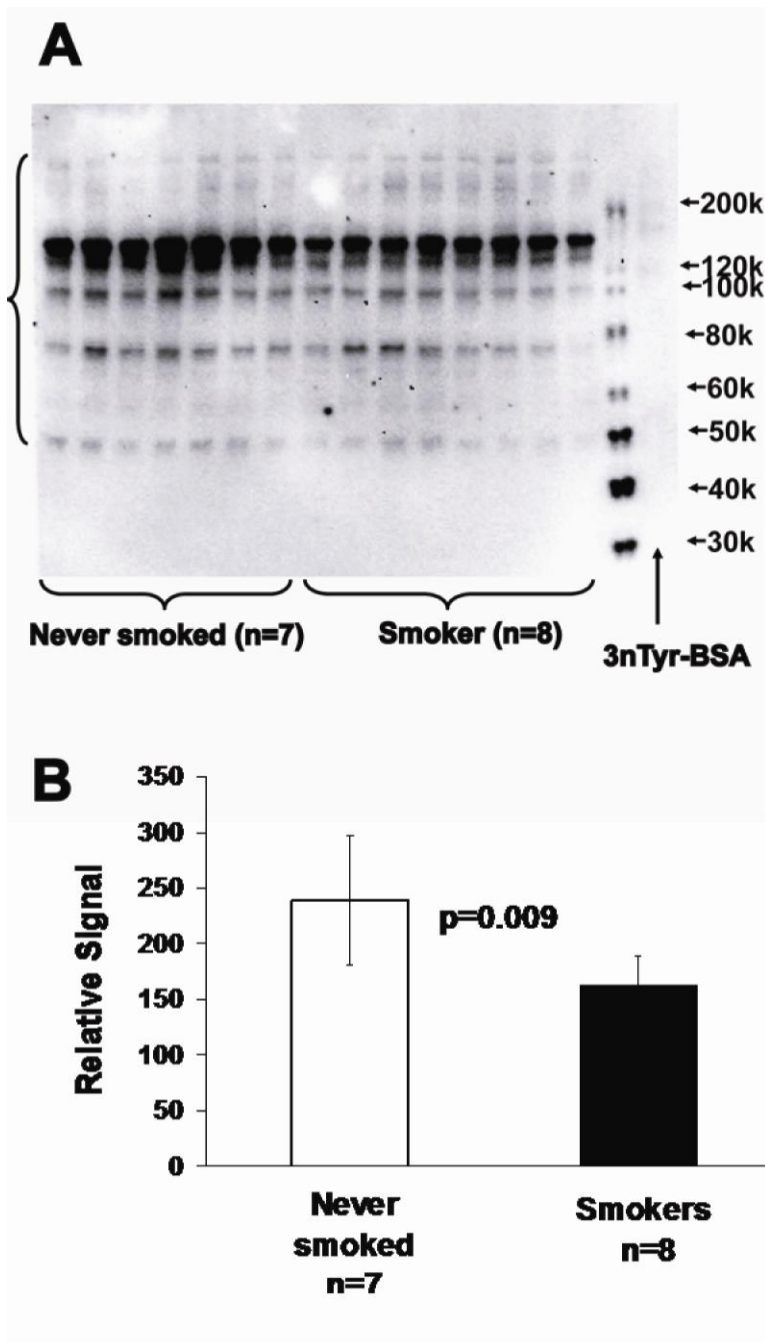 A
←200k
←120k
←100k
←80k
←60k
←50k
←40k
←30k
Never smoked (n=7)
Smoker (n=8)
3nTyr-BSA
B
350
300
250
200
150
100
50
0
Relative Signal
p=0.009
Never
smoked
n=7
Smokers
n=8